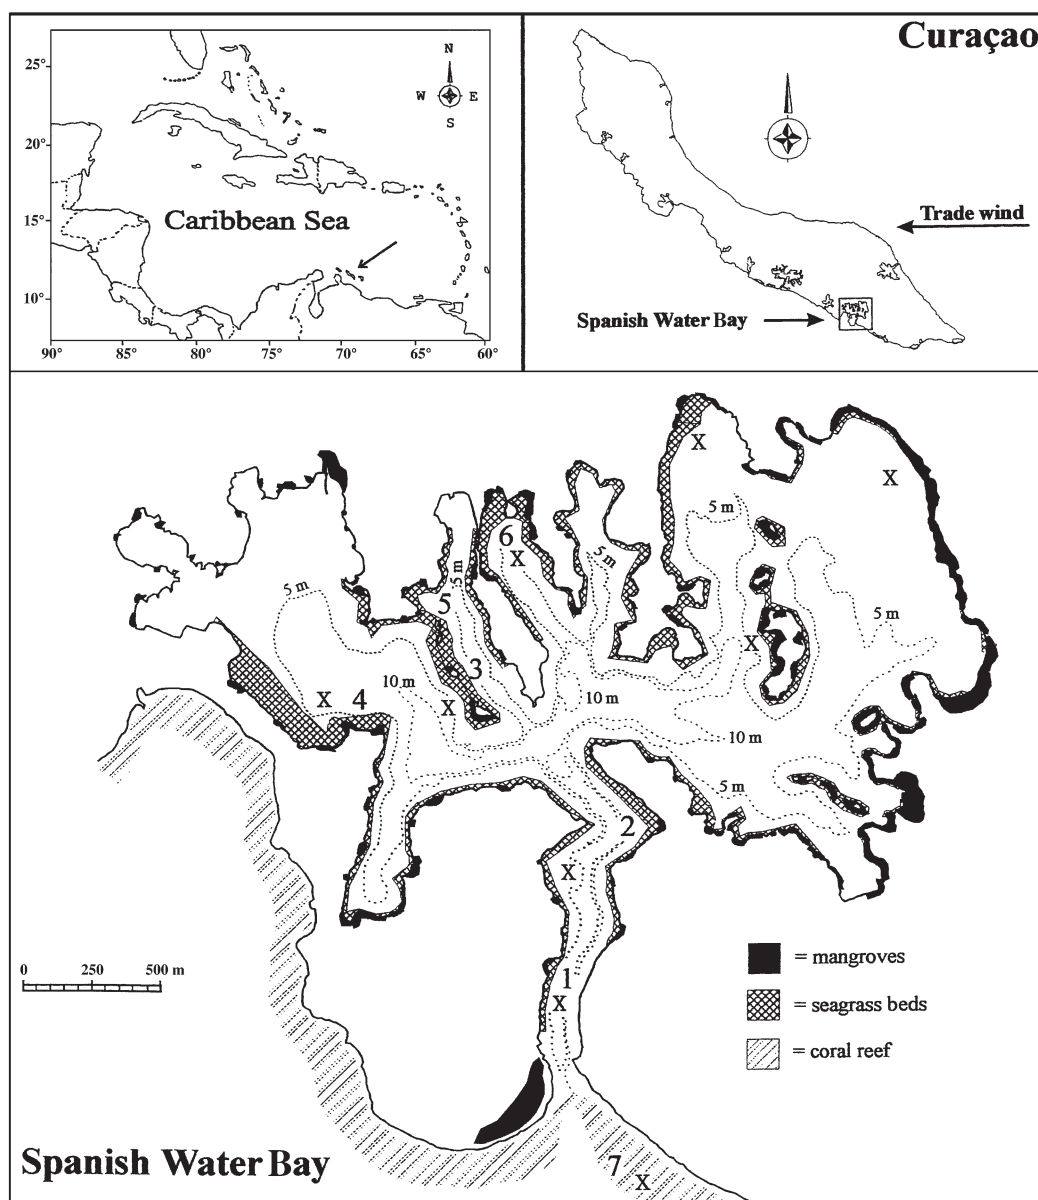 N
W E
S
25°
20°
15°
10°
90° 85° 80° 75° 70° 65° 60°
Caribbean Sea
Curaçao
Trade wind
Spanish Water Bay
X
X
5 m
6
X
5 m
5 m
5 m
5
5 m
X
3
10 m
X
4
X
10 m
10 m
5 m
2
X
1
X
0 250 500 m
= mangroves
= seagrass beds
= coral reef
7
X
Spanish Water Bay